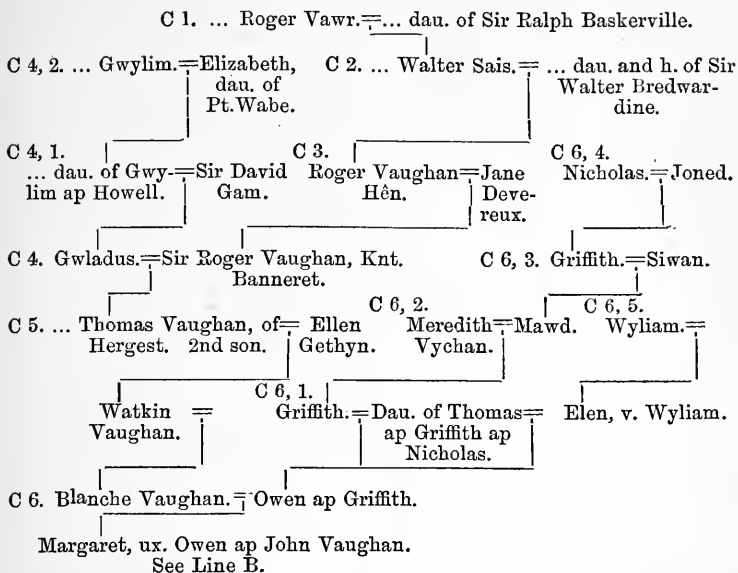 C 1. ... Roger Vawr.=... dau. of Sir Ralph Baskerville.
C 4, 2. ... Gwylim.=Elizabeth, C 2. ... Walter Sais.= ... dau. and h. of Sir
dau. of Walter Bredwar-
Pt.Wabe. dine.
C 4, 1. C 3. C 6, 4.
... dau. of Gwy-=Sir David Roger Vaughan=Jane Nicholas.=Joned.
lim ap Howell. Gam. Hên. Deve-
reux.
C 4. Gwladus.=Sir Roger Vaughan, Knt. C 6, 3. Griffith.=Siwan.
Banneret.
C 6, 2. C 6, 5.
C 5. ... Thomas Vaughan, of= Ellen Meredith=Mawd. Wyliam.=
Hergest. 2nd son. Gethyn. Vychan.
C 6, 1.
Watkin = Griffith.=Dau. of Thomas= Elen, v. Wyliam.
Vaughan. ap Griffith ap
Nicholas.
C 6. Blanche Vaughan.=Owen ap Griffith.
Margaret, ux. Owen ap John Vaughan.
See Line B.